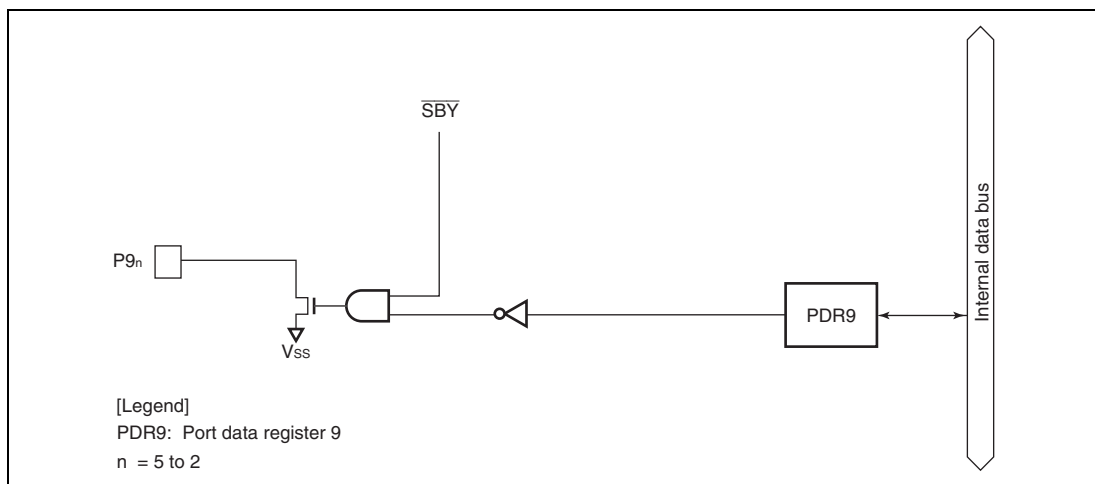 SBY
Internal data bus
P9n
PDR9
Vss
[Legend]
PDR9: Port data register 9
n = 5 to 2